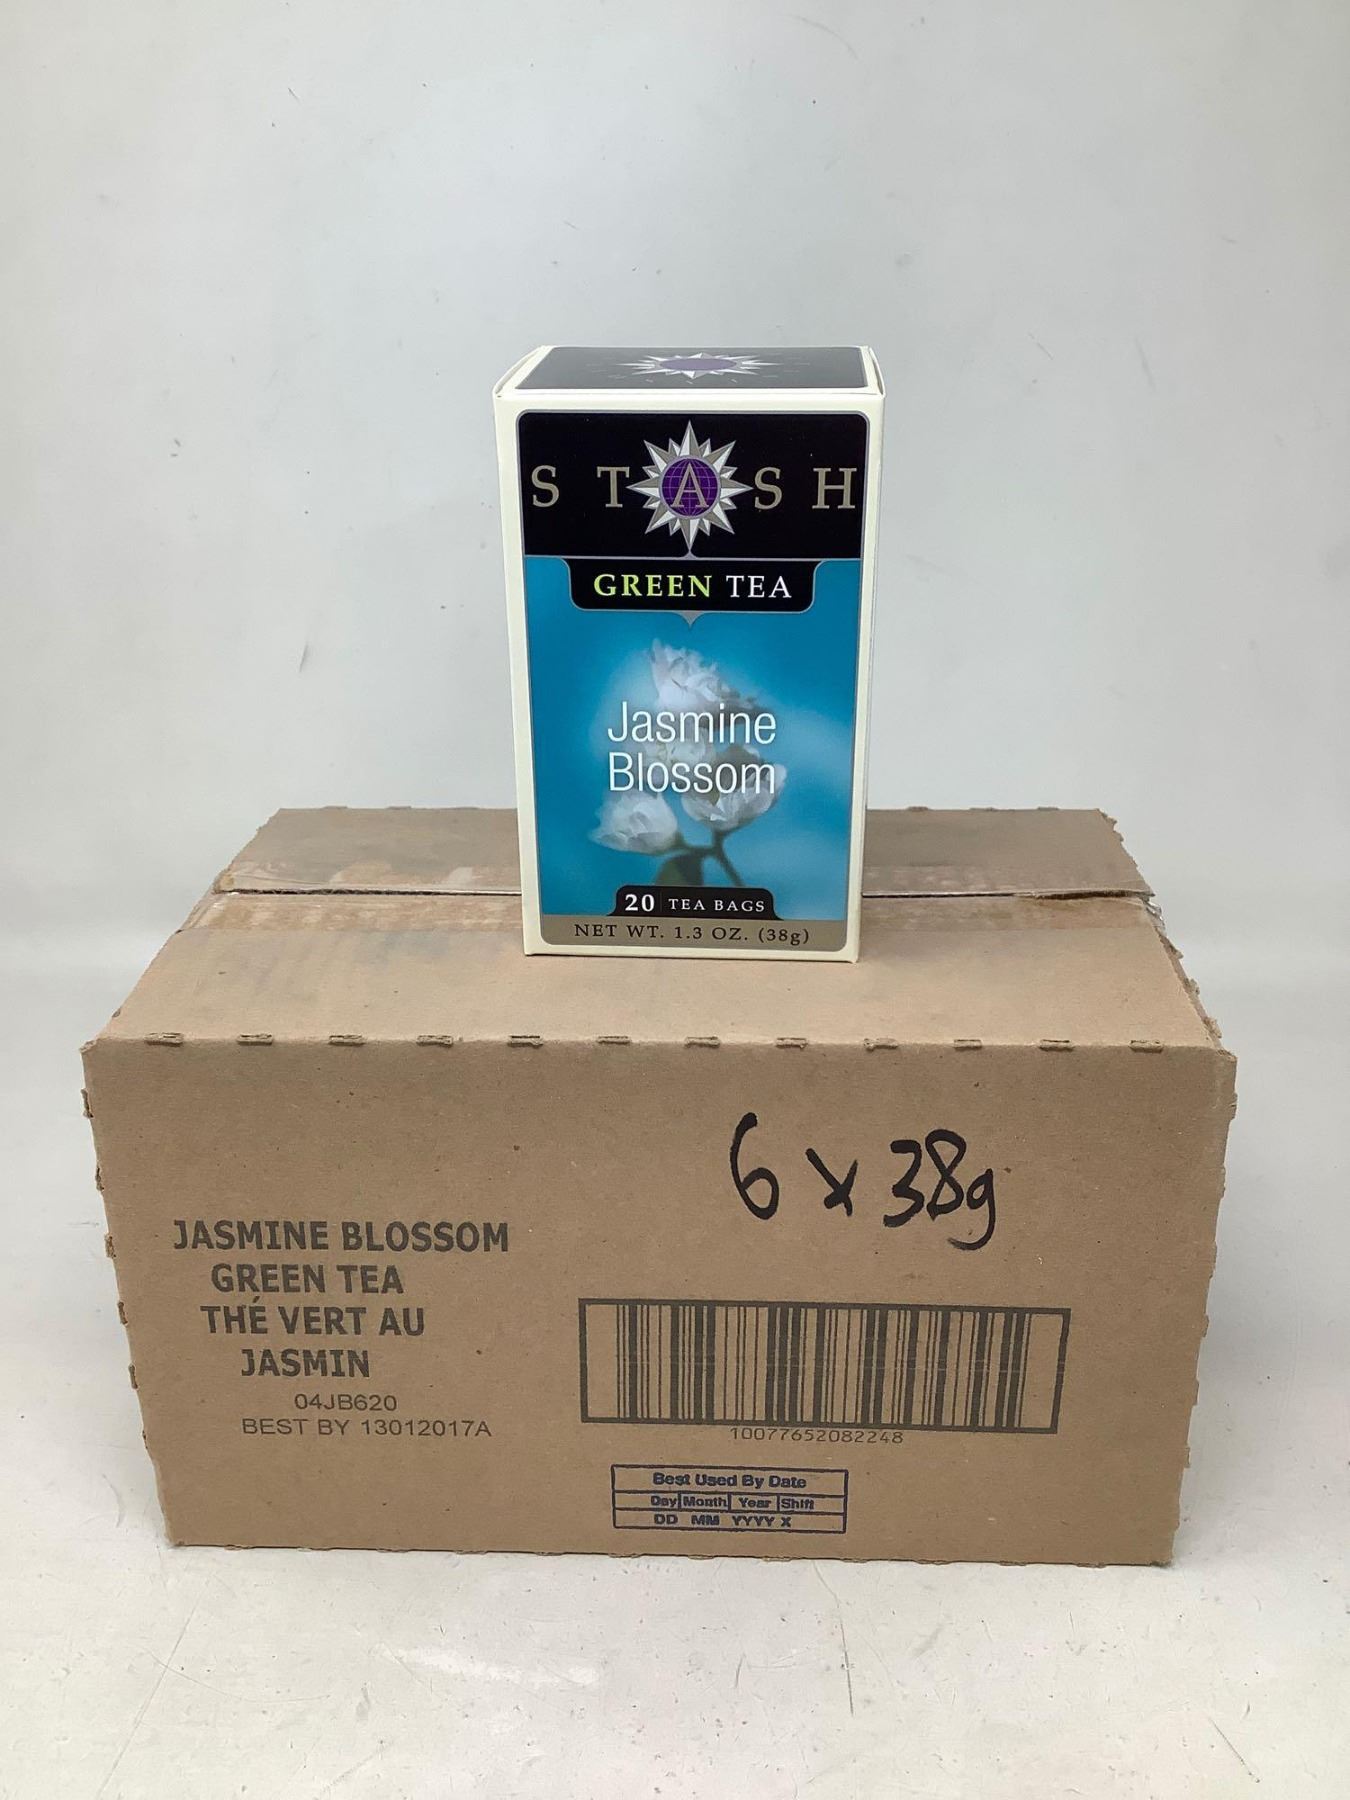 STASH
GREEN TEA
Jasmine
Blossom
20 TEA BAGS
NET WT. 1.3 OZ. (38g)
6 x 38g
JASMINE BLOSSOM
GREEN TEA
THÉ VERT AU
JASMIN
04JB620
BEST BY 13012017A
10077652082248
Best Used By Date
Day Month Year Shift
DD MM YYYY X